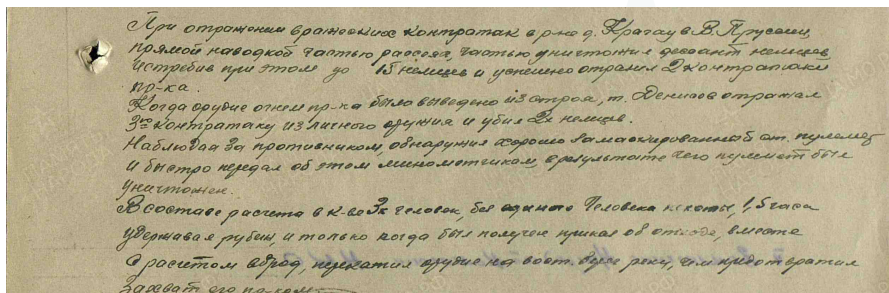 При отражении вражеских контратак в р-не д. Крагау в В. Пруссии,
прямой наводкой частью рассеял, частью уничтожил десант немцев,
истребив при этом до 15 немцев и успешно отразил 2 контратаки
пр-ка.
Когда орудие огнем пр-ка было выведено из строя, т. Денисов отражал
3ю контратаку из личного оружия и убил 2х немцев.
Наблюдая за противником, обнаружил хорошо замаскированный ст. пулемет
и быстро передал об этом минометчикам, в результате чего пулемет был
уничтожен.
В составе расчета в к-ве 3х человек, без единого человека пехоты, 1,5 часа
удерживая рубеж, и только когда был получен приказ об отходе, вместе
с расчетом вброд, перекатил орудие на вост. берег реки, чем предотвратил
захват его пр-ком.